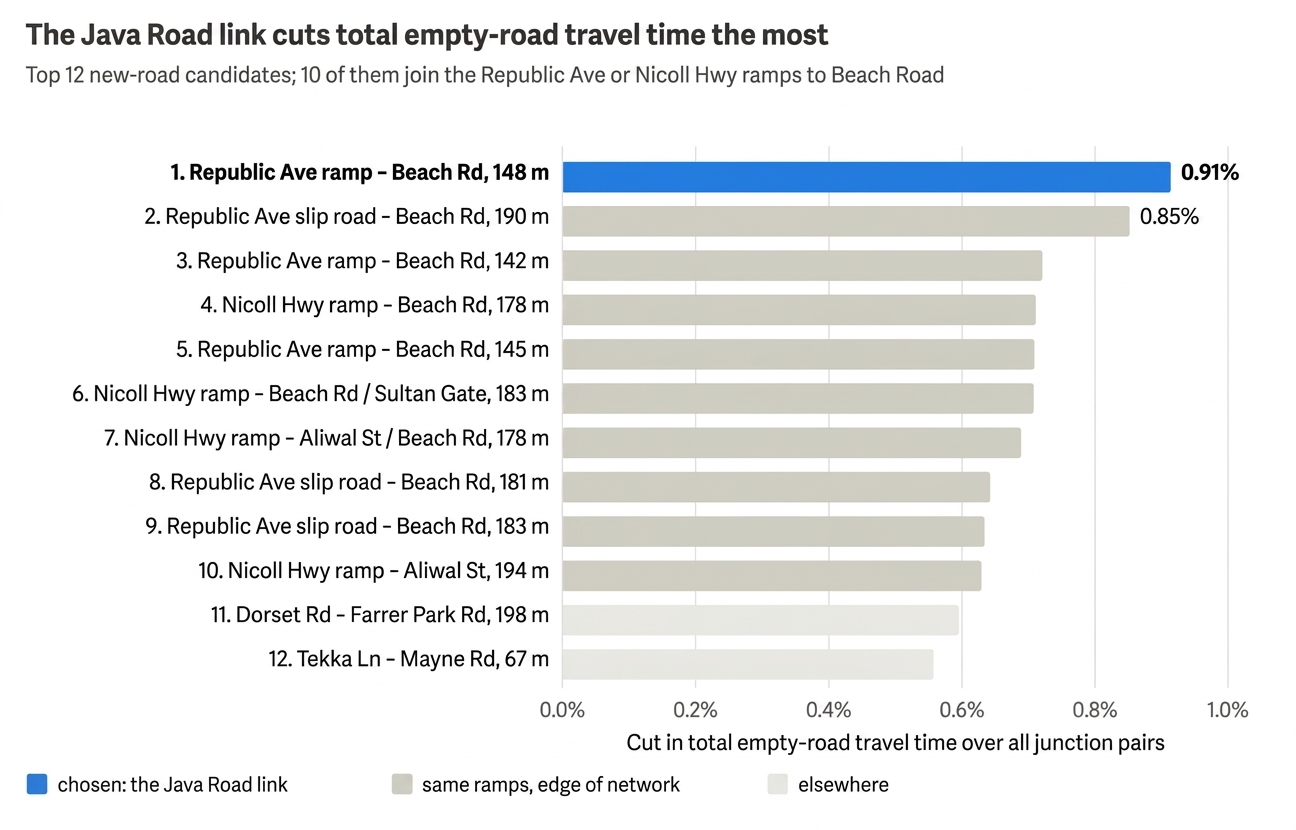 The Java Road link cuts total empty-road travel time the most
Top 12 new-road candidates; 10 of them join the Republic Ave or Nicoll Hwy ramps to Beach Road
1. Republic Ave ramp – Beach Rd, 148 m
0.91%
2. Republic Ave slip road – Beach Rd, 190 m
0.85%
3. Republic Ave ramp – Beach Rd, 142 m
4. Nicoll Hwy ramp – Beach Rd, 178 m
5. Republic Ave ramp – Beach Rd, 145 m
6. Nicoll Hwy ramp – Beach Rd / Sultan Gate, 183 m
7. Nicoll Hwy ramp – Aliwal St / Beach Rd, 178 m
8. Republic Ave slip road – Beach Rd, 181 m
9. Republic Ave slip road – Beach Rd, 183 m
10. Nicoll Hwy ramp – Aliwal St, 194 m
11. Dorset Rd – Farrer Park Rd, 198 m
12. Tekka Ln – Mayne Rd, 67 m
0.0% 0.2% 0.4% 0.6% 0.8% 1.0%
Cut in total empty-road travel time over all junction pairs
chosen: the Java Road link
same ramps, edge of network
elsewhere